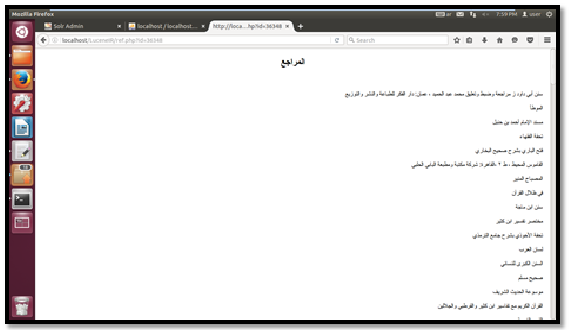 Mozilla Firefox
7:59 PM
user
Solr Admin
localhost / localhost...
http://loca...hp?id=36348
localhost/LuceneIR/ref.php?id=36348
Search
المراجع
سنن أبي داود ز مراجعة وضبط وتعليق محمد عبد الحميد ، عمان: دار الفكر للطباعة والنشر والتوزيع
الموطأ
مسند الإمام أحمد بن حنبل
تحفة الفقهاء
فتح الباري بشرح صحيح البخاري
القاموس المحيط ، ط ٢ ،القاهرة: شركة مكتبة ومطبعة البابي الحلبي
المصباح المنير
في ظلال القرآن
سنن ابن ماجة
مختصر تفسير ابن كثير
تحفة الأحوذي بشرح جامع الترمذي
لسان العرب
السنن الكبرى للنسائي
صحيح مسلم
موسوعة الحديث الشريف
القرآن الكريم مع تفاسير ابن كثير والقرطبي والجلالين